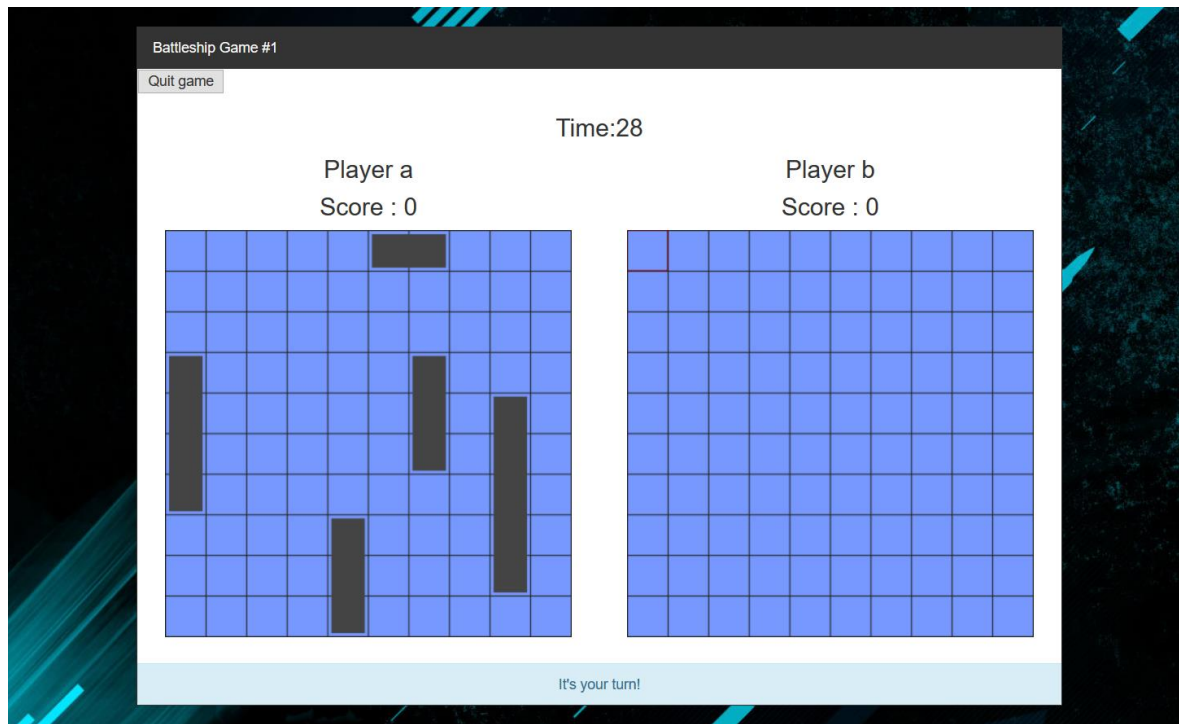 Battleship Game #1
Quit game
Time:28
Player a
Score : 0
Player b
Score : 0
It's your turn!